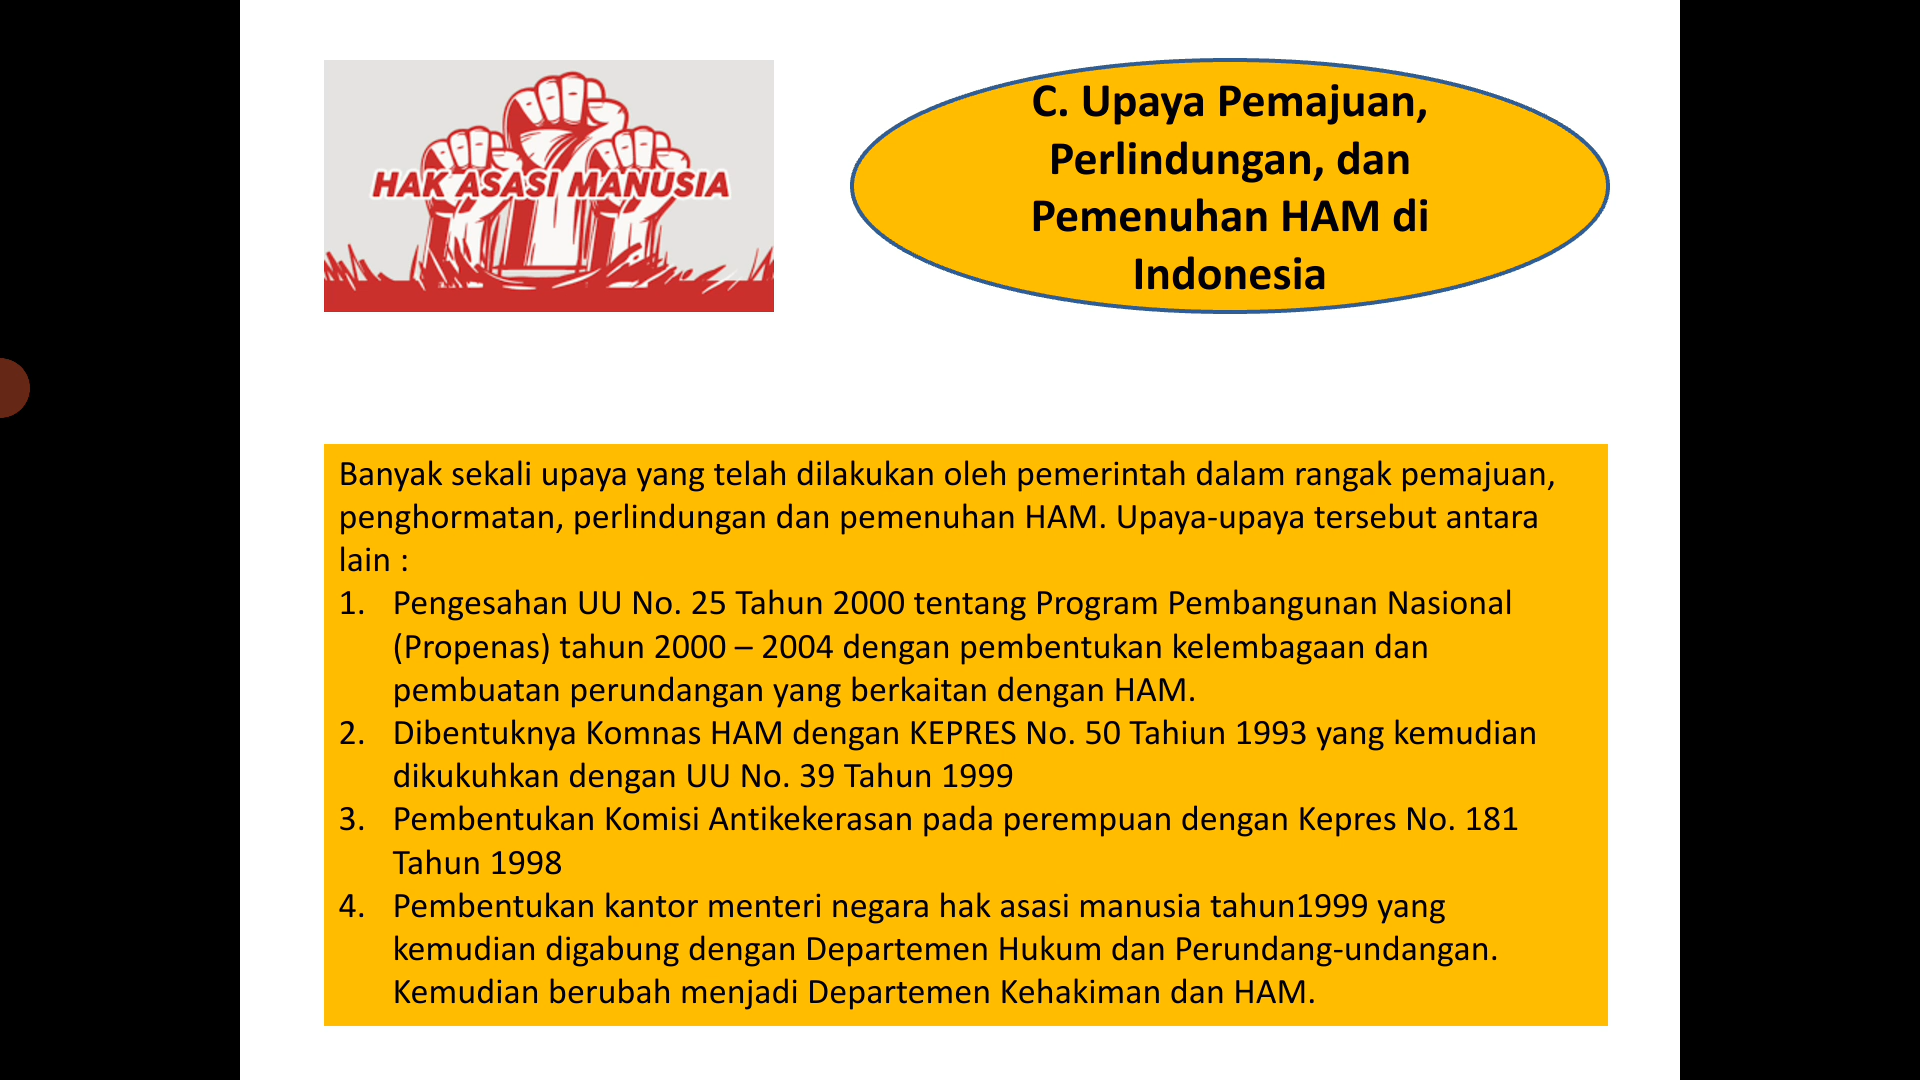 HAK ASASI MANUSIA
C. Upaya Pemajuan,
Perlindungan, dan
Pemenuhan HAM di
Indonesia
Banyak sekali upaya yang telah dilakukan oleh pemerintah dalam rangak pemajuan,
penghormatan, perlindungan dan pemenuhan HAM. Upaya-upaya tersebut antara
lain :
1. Pengesahan UU No. 25 Tahun 2000 tentang Program Pembangunan Nasional
(Propenas) tahun 2000 – 2004 dengan pembentukan kelembagaan dan
pembuatan perundangan yang berkaitan dengan HAM.
2. Dibentuknya Komnas HAM dengan KEPRES No. 50 Tahiun 1993 yang kemudian
dikukuhkan dengan UU No. 39 Tahun 1999
3. Pembentukan Komisi Antikekerasan pada perempuan dengan Kepres No. 181
Tahun 1998
4. Pembentukan kantor menteri negara hak asasi manusia tahun1999 yang
kemudian digabung dengan Departemen Hukum dan Perundang-undangan.
Kemudian berubah menjadi Departemen Kehakiman dan HAM.